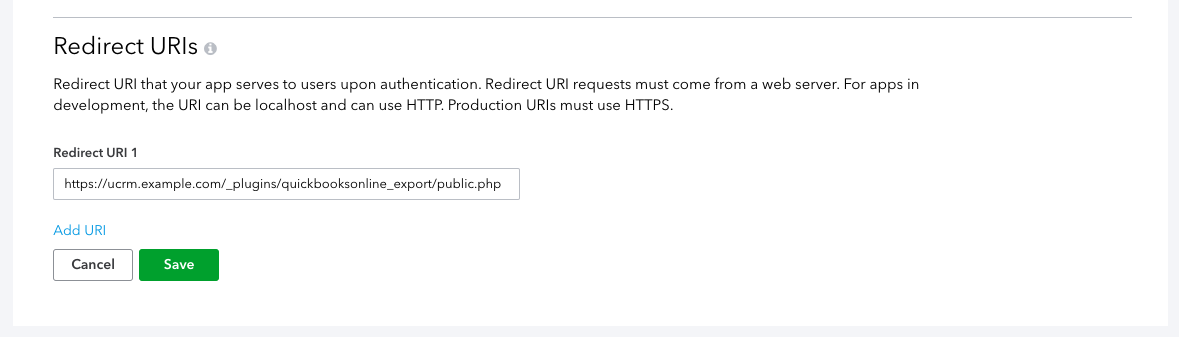 Redirect URIs
Redirect URI that your app serves to users upon authentication. Redirect URI requests must come from a web server. For apps in
development, the URI can be localhost and can use HTTP. Production URIs must use HTTPS.
Redirect URI 1
https://ucrm.example.com/_plugins/quickbooksonline_export/public.php
Add URI
Cancel Save